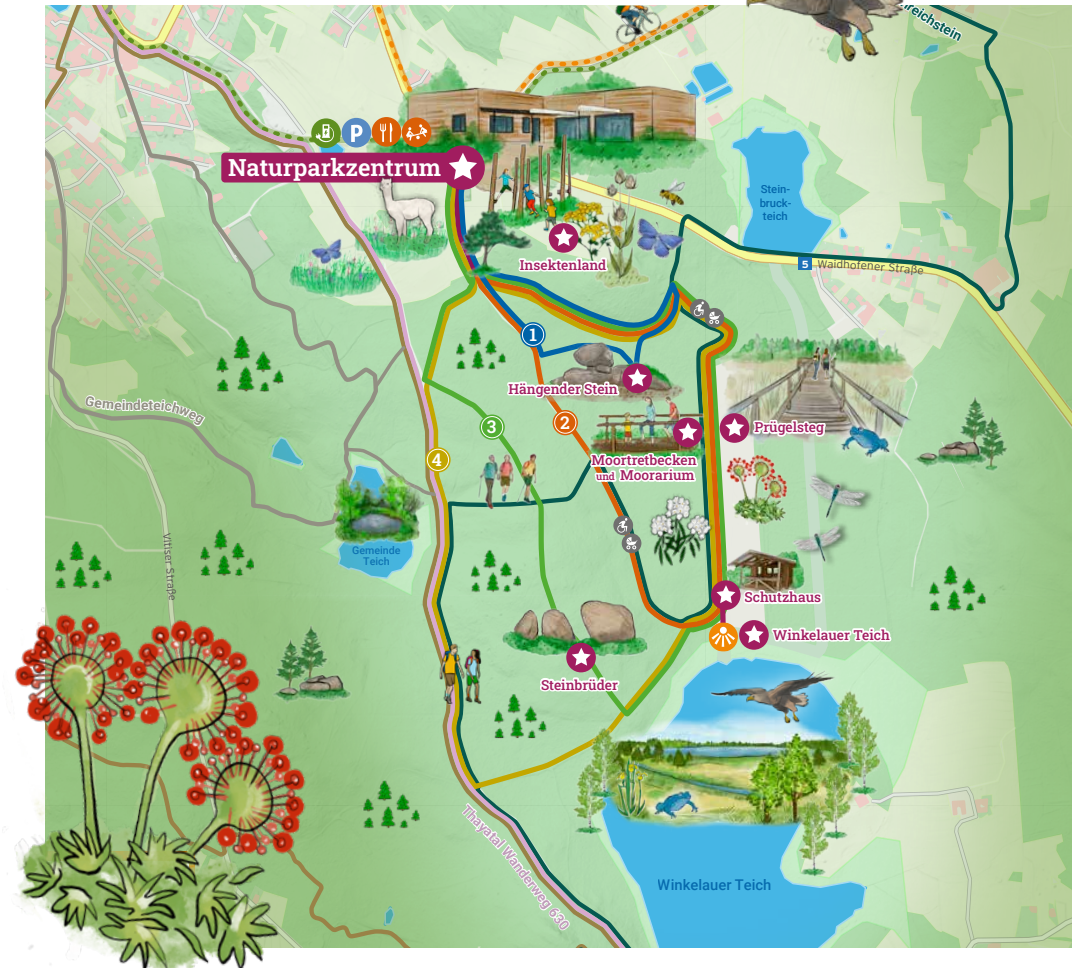 reichstein
P
Naturparkzentrum
Stein-
bruck-
teich
Insektenland
5 Waidhofener Straße
1
Hängender Stein
Gemeindeteichweg
2
3
Prügelsteg
4
Moortretbecken
und Moorarium
Vitiser Straße
Gemeinde
Teich
Schutzhaus
Winkelauer Teich
Steinbrüder
Thayatal Wanderweg 630
Winkelauer Teich